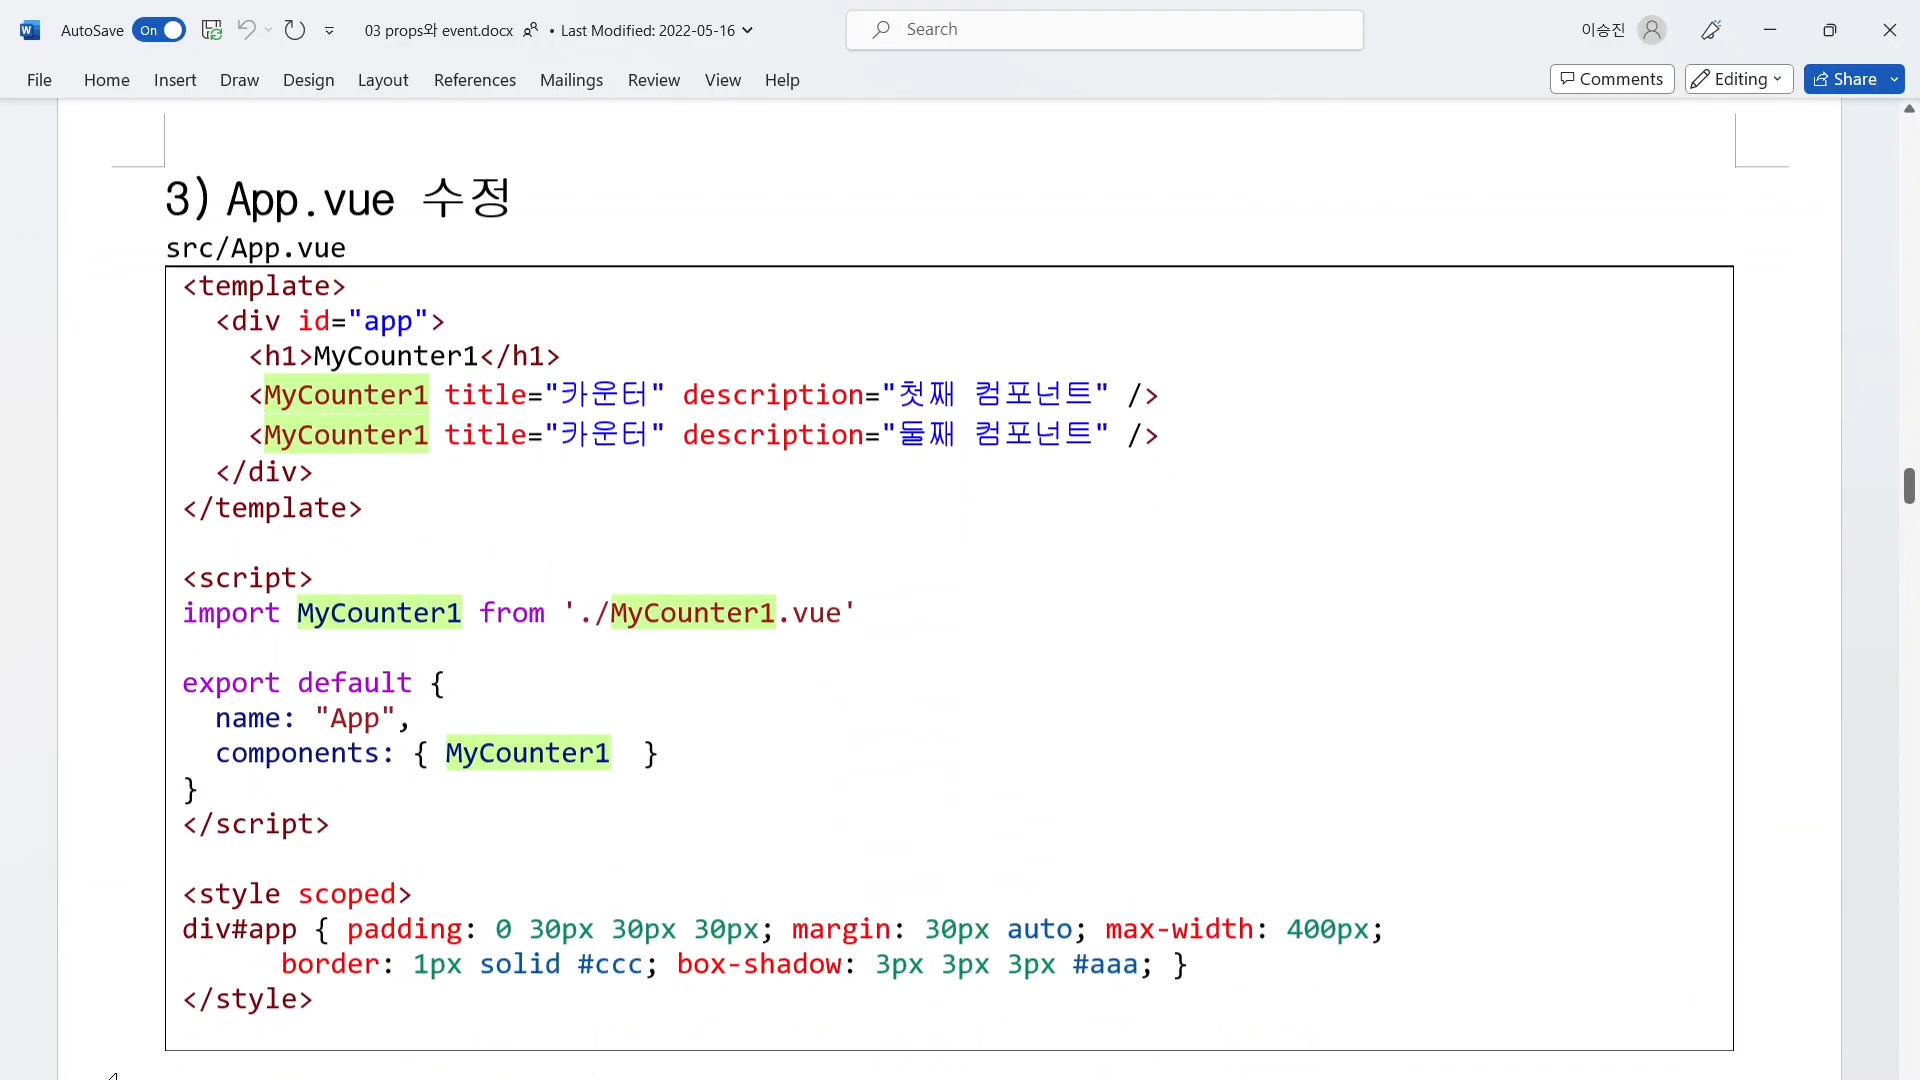 AutoSave On 03 props와 event.docx • Last Modified: 2022-05-16 Search 이승진
File Home Insert Draw Design Layout References Mailings Review View Help Comments Editing Share
3) App.vue 수정
src/App.vue
<template>
  <div id="app">
    <h1>MyCounter1</h1>
    <MyCounter1 title="카운터" description="첫째 컴포넌트" />
    <MyCounter1 title="카운터" description="둘째 컴포넌트" />
  </div>
</template>
<script>
import MyCounter1 from './MyCounter1.vue'
export default {
  name: "App",
  components: { MyCounter1  }
}
</script>
<style scoped>
div#app { padding: 0 30px 30px 30px; margin: 30px auto; max-width: 400px;
      border: 1px solid #ccc; box-shadow: 3px 3px 3px #aaa; }
</style>